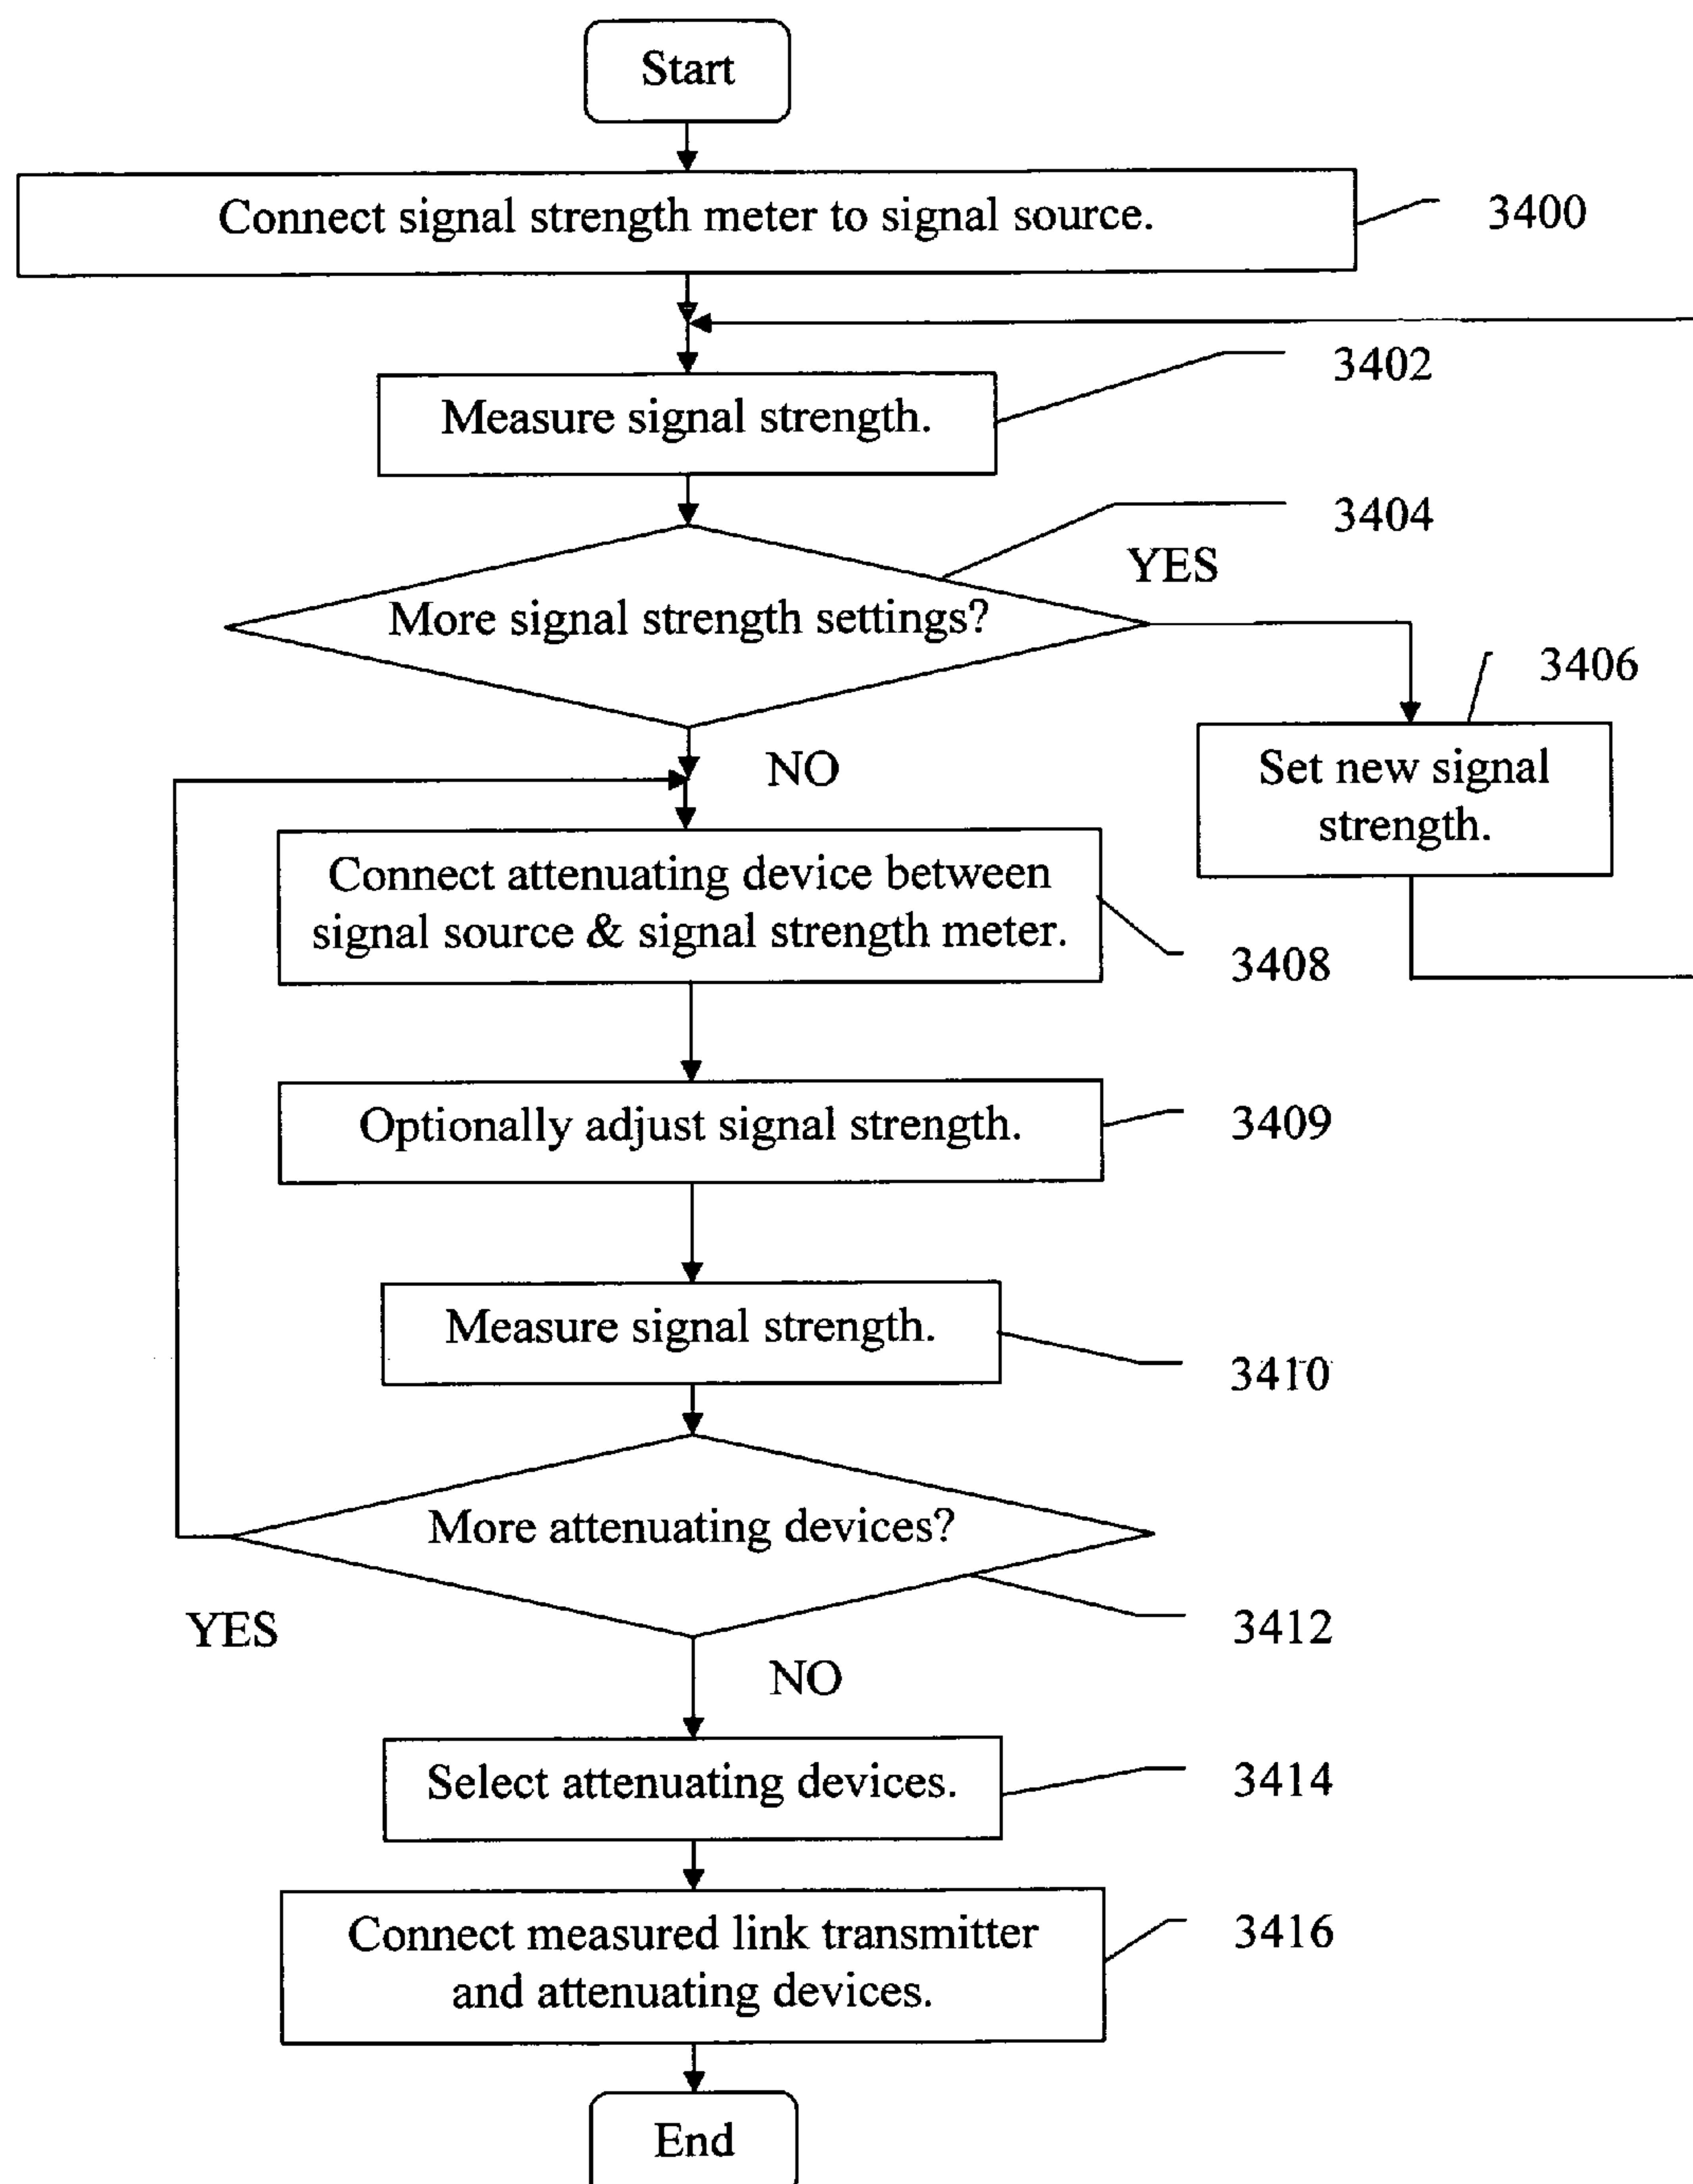 Start
Connect signal strength meter to signal source.
3400
Measure signal strength.
3402
3404
More signal strength settings?
YES
3406
Set new signal
strength.
NO
Connect attenuating device between
signal source & signal strength meter.
3408
Optionally adjust signal strength.
3409
Measure signal strength.
3410
More attenuating devices?
3412
YES
NO
Select attenuating devices.
3414
Connect measured link transmitter
and attenuating devices.
3416
End